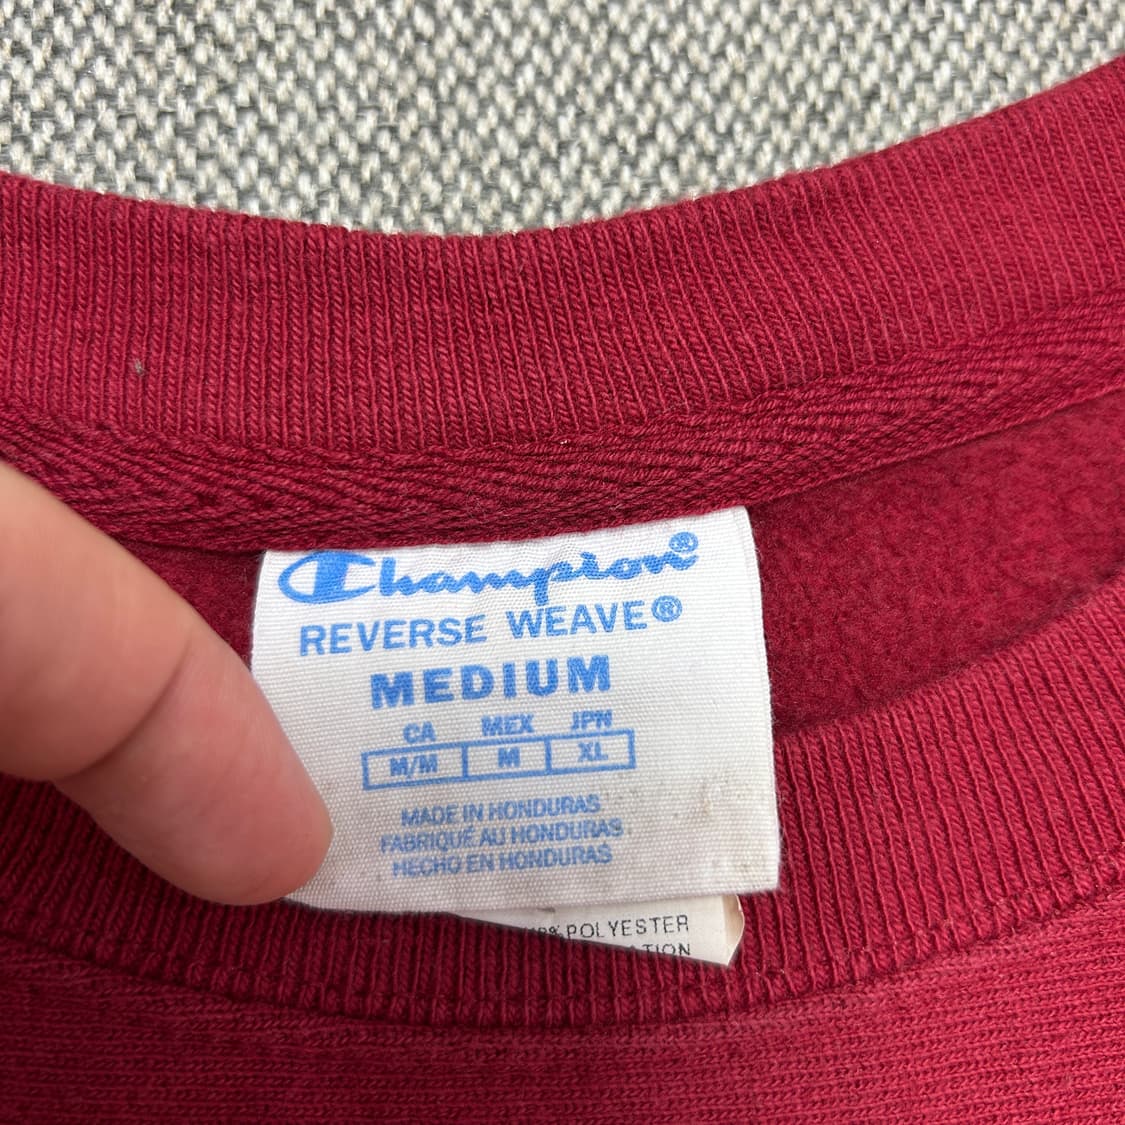 Champion®
REVERSE WEAVE®
MEDIUM
CA MEX JPN
M/M M XL
MADE IN HONDURAS
FABRIQUÉ AU HONDURAS
HECHO EN HONDURAS
POLYESTER